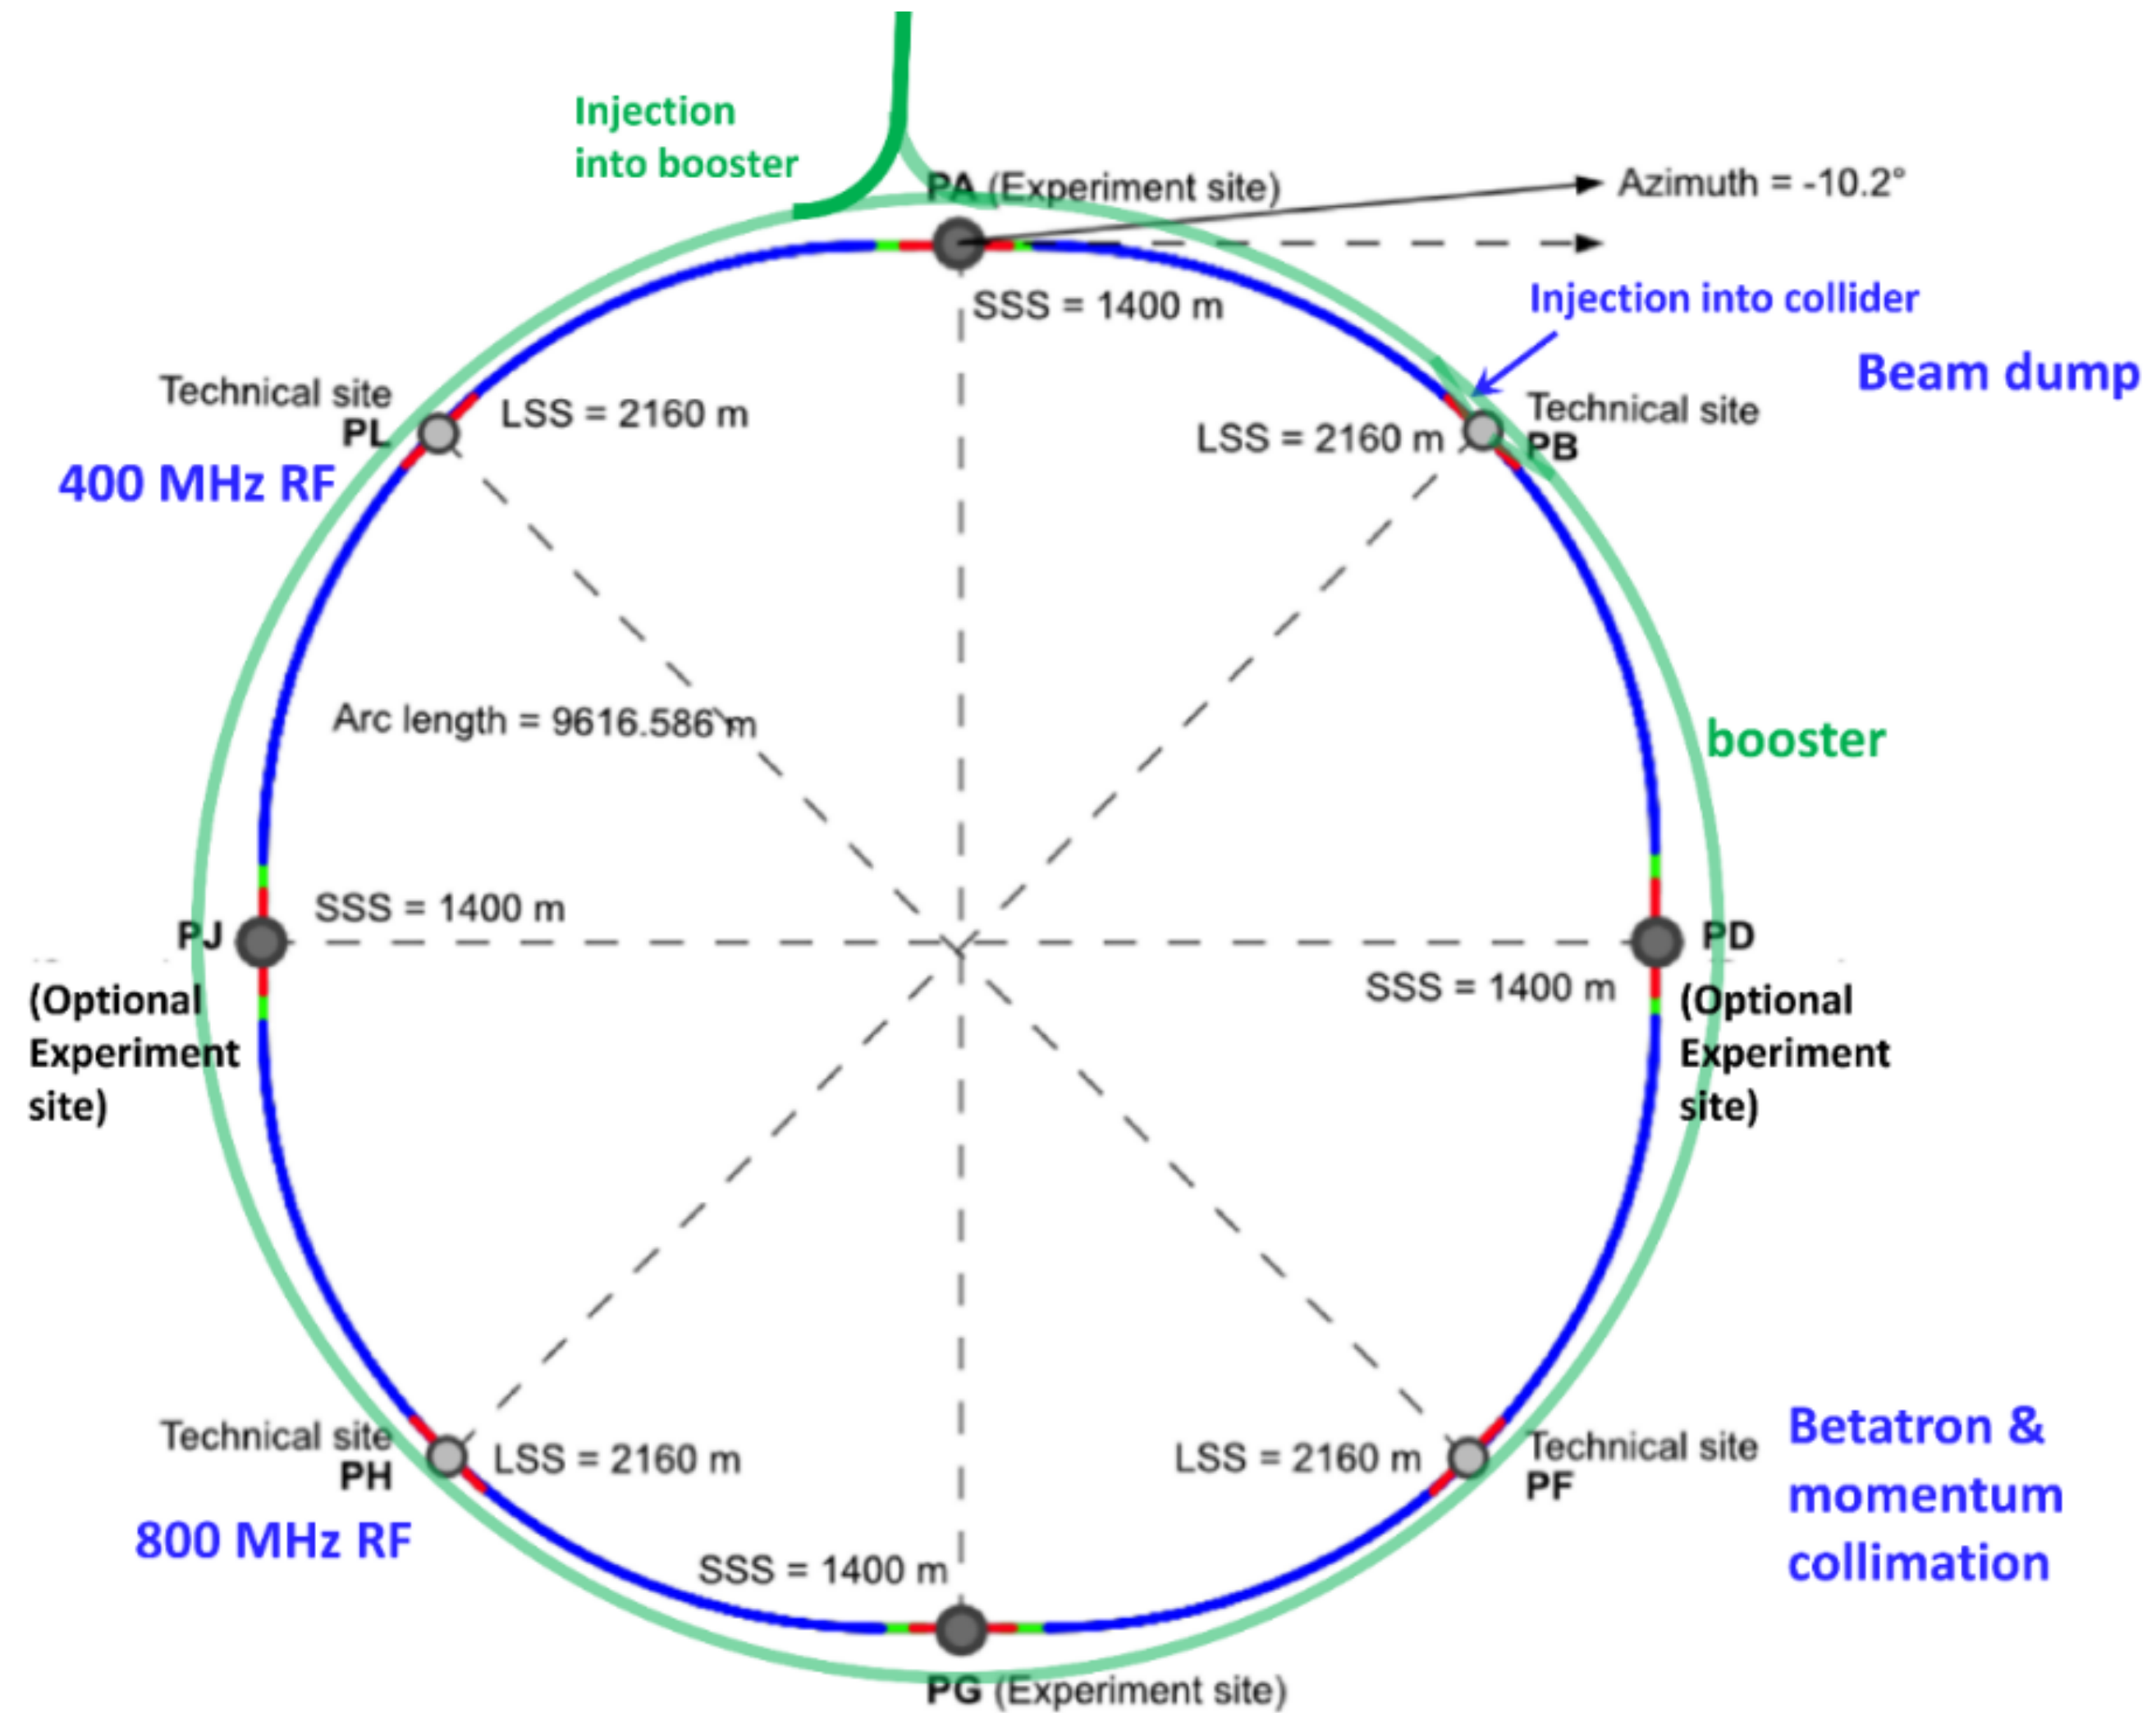 Injection
into booster
PA (Experiment site)
Azimuth = -10.2°
SSS = 1400 m
Injection into collider
Beam dump
Technical site
PL
LSS = 2160 m
400 MHz RF
LSS = 2160 m
Technical site
PB
Arc length = 9616.586 m
booster
PJ
SSS = 1400 m
(Optional
Experiment
site)
PD
SSS = 1400 m
(Optional
Experiment
site)
Technical site
PH
LSS = 2160 m
800 MHz RF
LSS = 2160 m
Technical site
PF
Betatron &
momentum
collimation
SSS = 1400 m
PG (Experiment site)